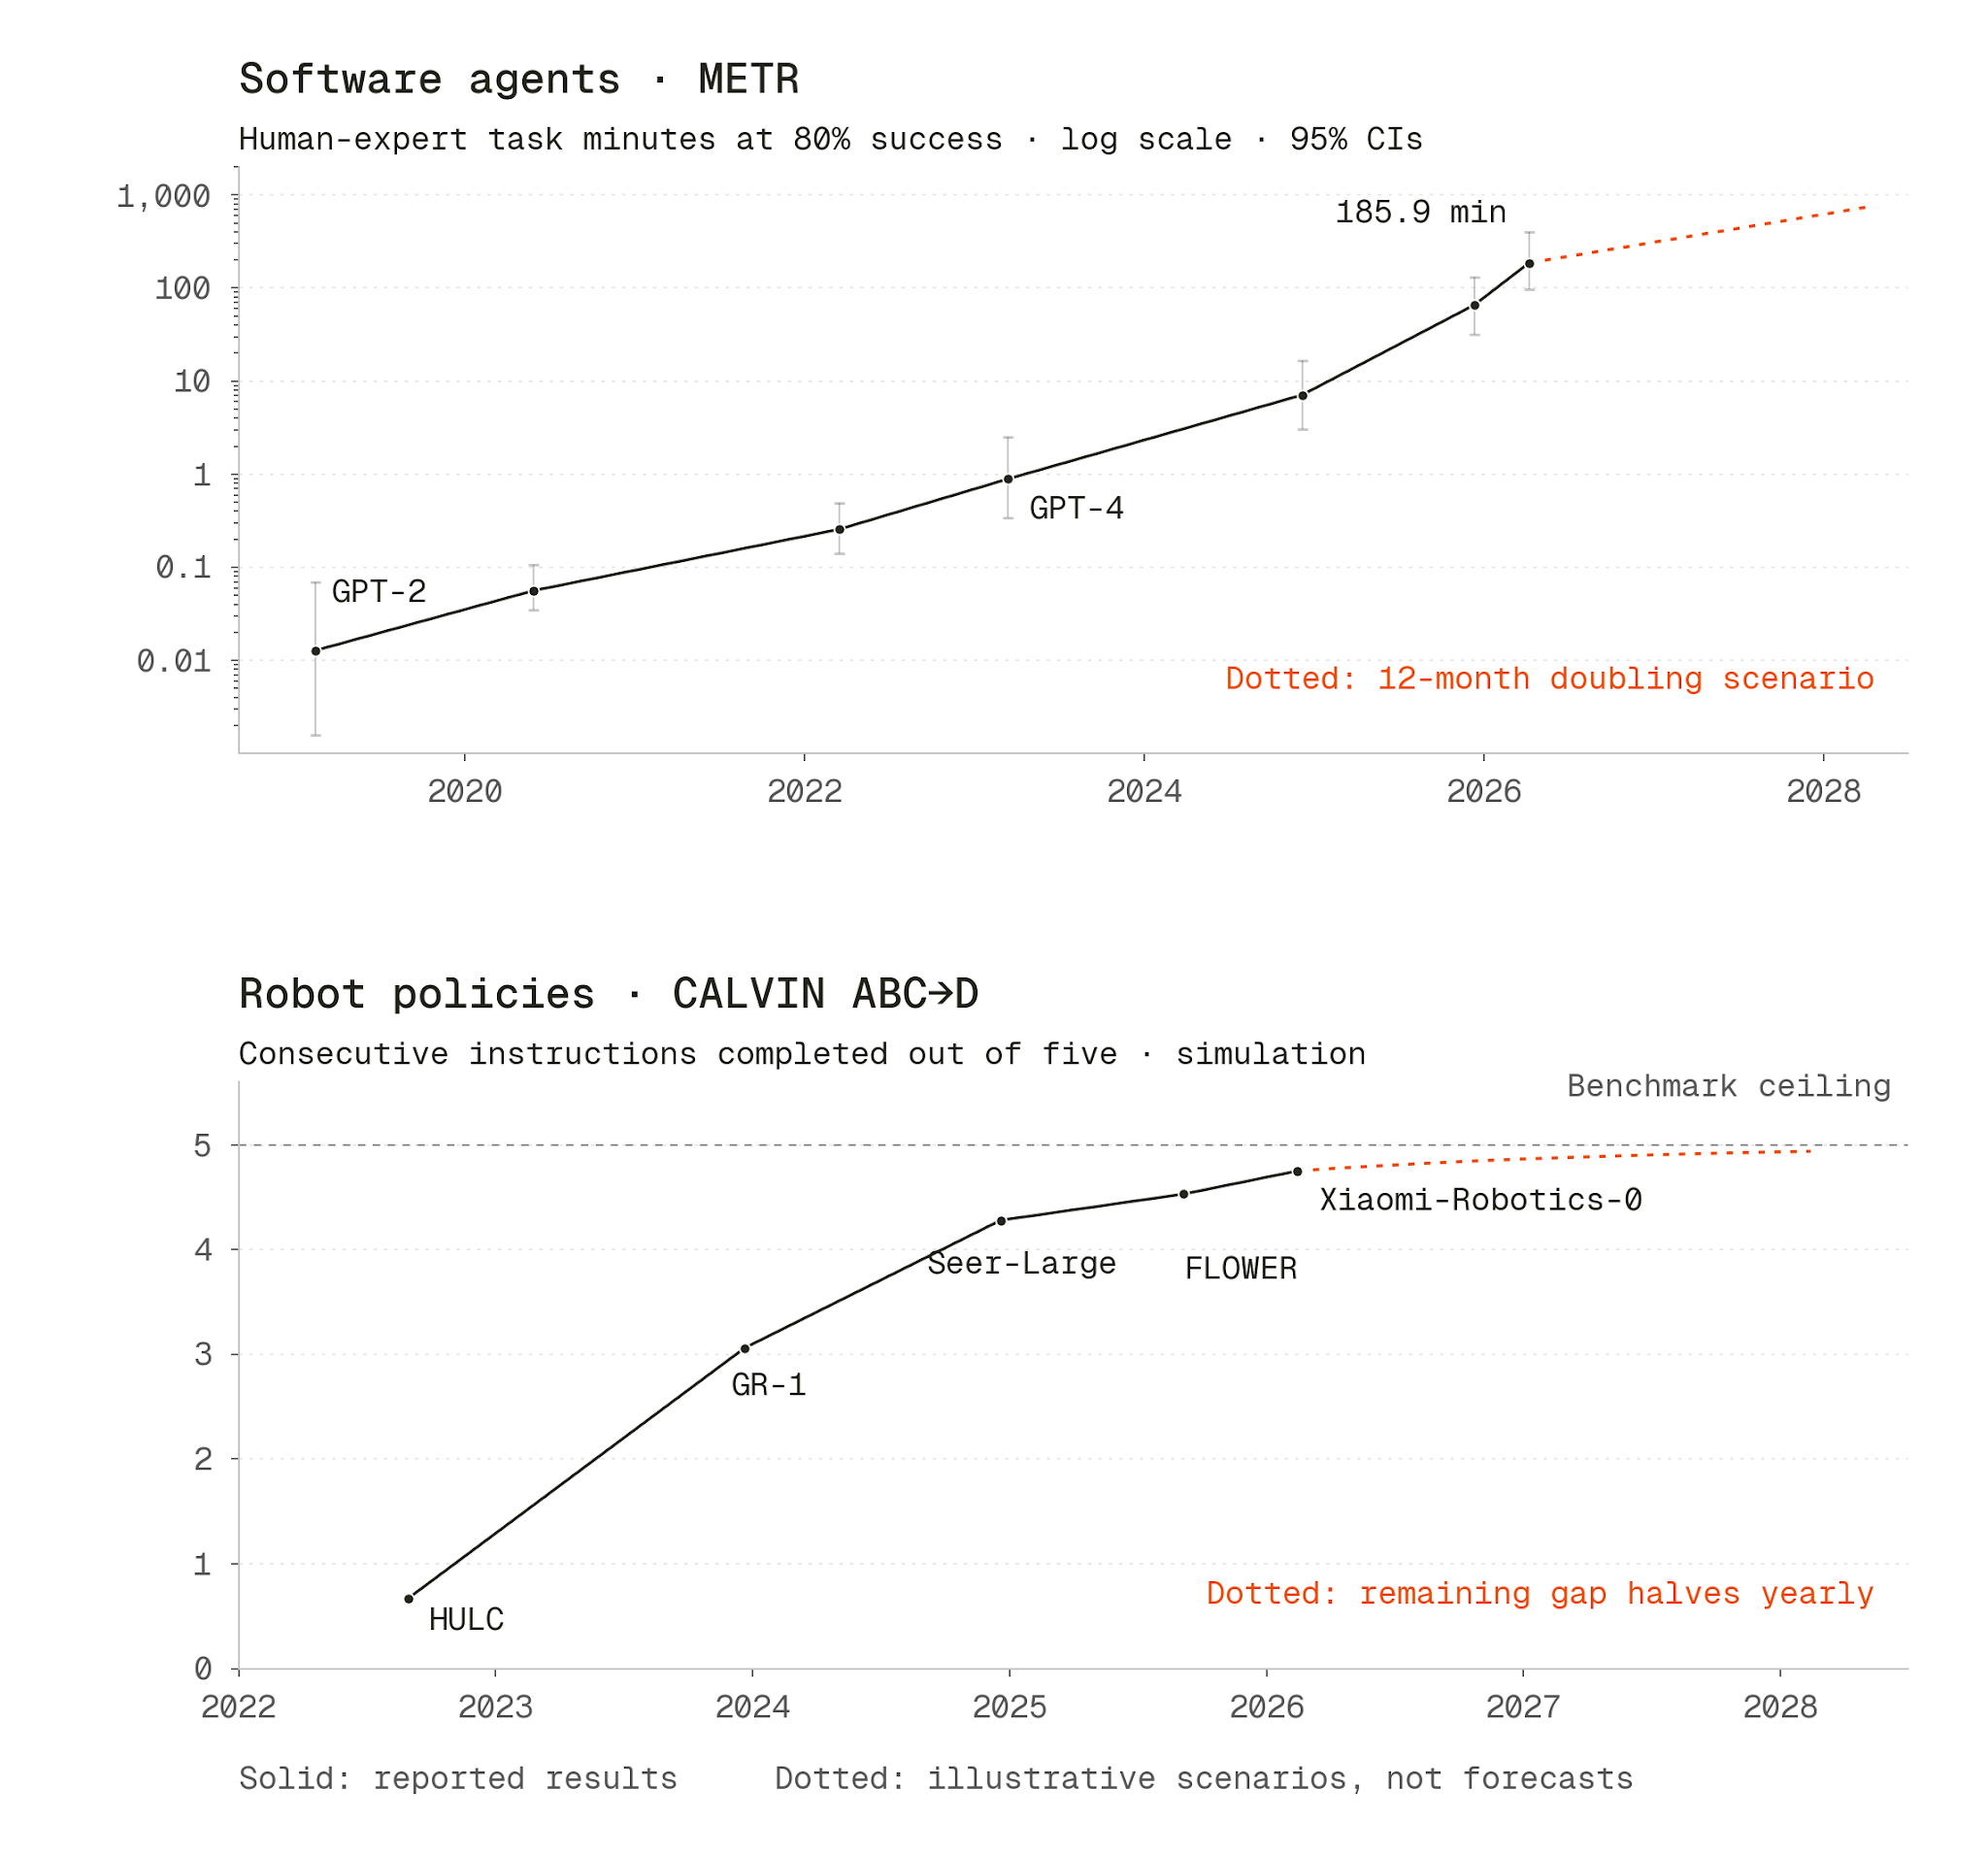 Software agents · METR
Human-expert task minutes at 80% success · log scale · 95% CIs
1,000
185.9 min
100
10
1
GPT-4
0.1
GPT-2
0.01
Dotted: 12-month doubling scenario
2020 2022 2024 2026 2028
Robot policies · CALVIN ABC→D
Consecutive instructions completed out of five · simulation
Benchmark ceiling
5
Xiaomi-Robotics-0
4
Seer-Large
FLOWER
3
GR-1
2
1
Dotted: remaining gap halves yearly
HULC
0
2022 2023 2024 2025 2026 2027 2028
Solid: reported results
Dotted: illustrative scenarios, not forecasts